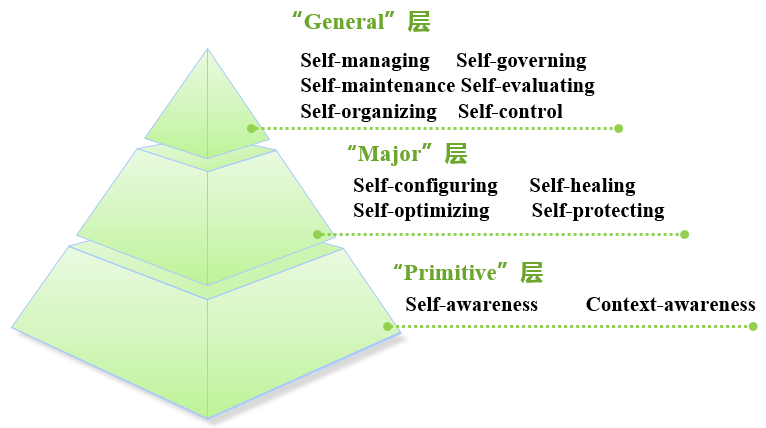 “General”层
Self-managing Self-governing
Self-maintenance Self-evaluating
Self-organizing Self-control
“Major”层
Self-configuring Self-healing
Self-optimizing Self-protecting
“Primitive”层
Self-awareness Context-awareness